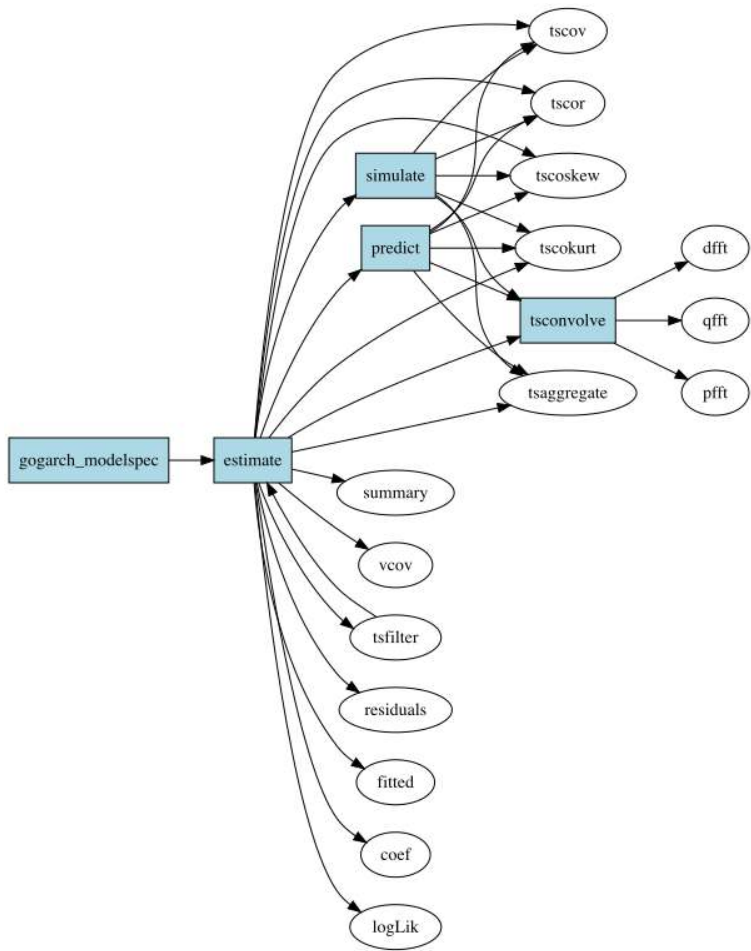 tscov
tscor
simulate
tscoskew
predict
tscokurt
dfft
tsconvolve
qfft
tsaggregate
pfft
gogarch_modelspec
estimate
summary
vcov
tsfilter
residuals
fitted
coef
logLik